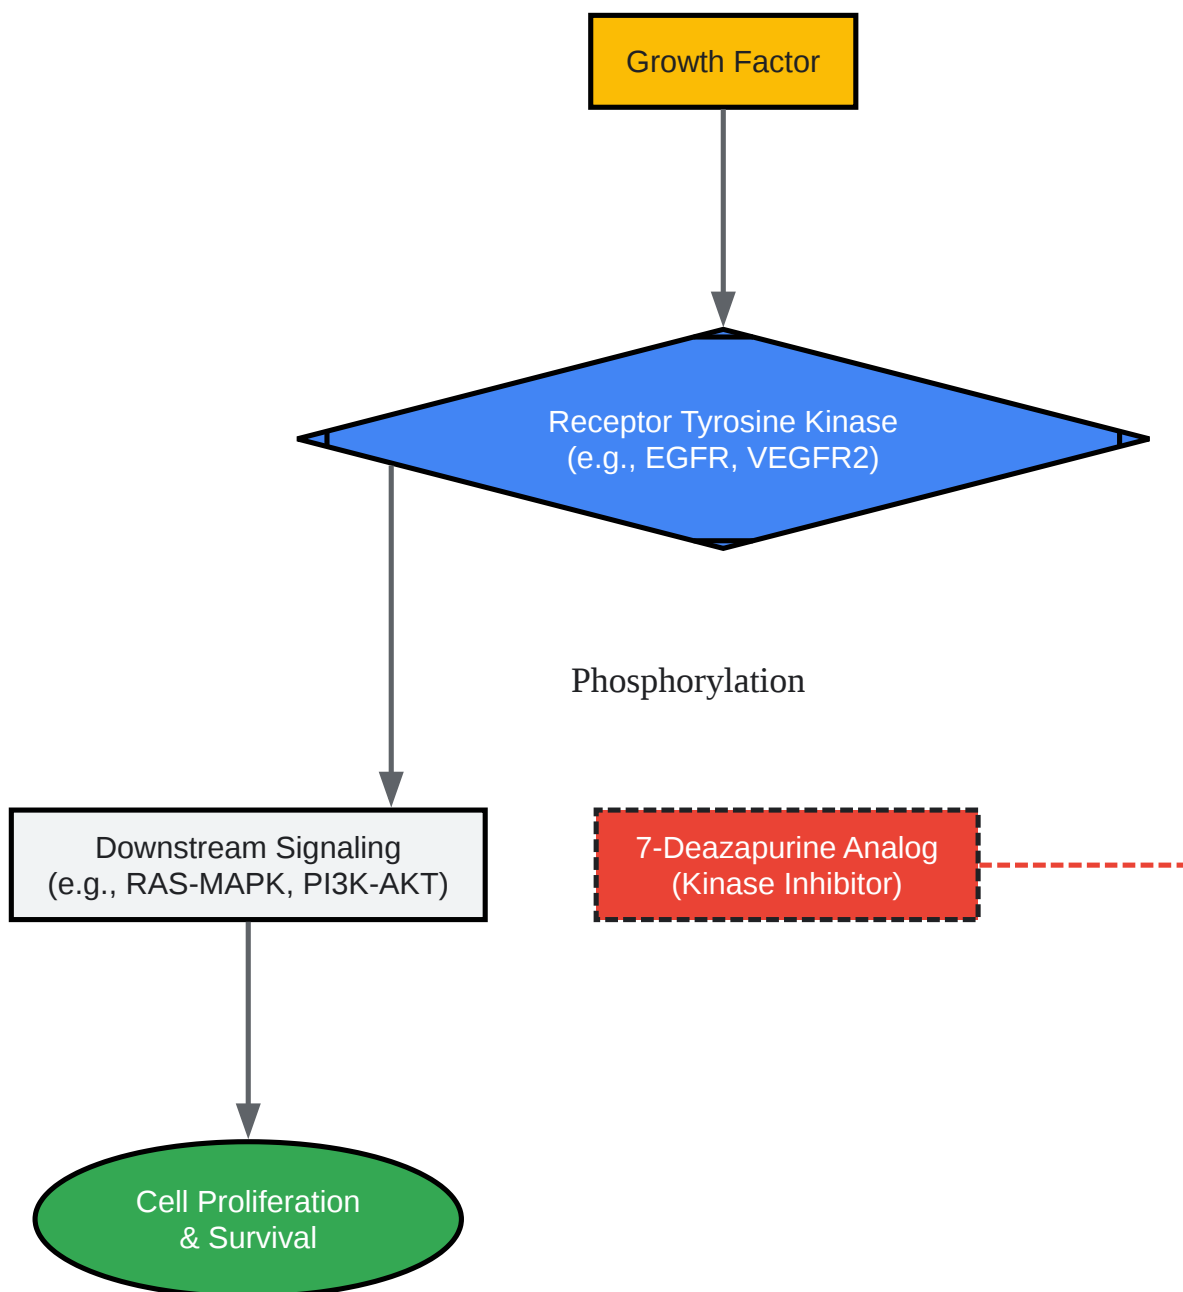 Growth Factor
Receptor Tyrosine Kinase
(e.g., EGFR, VEGFR2)
Phosphorylation
Downstream Signaling
(e.g., RAS-MAPK, PI3K-AKT)
7-Deazapurine Analog
(Kinase Inhibitor)
Cell Proliferation
& Survival